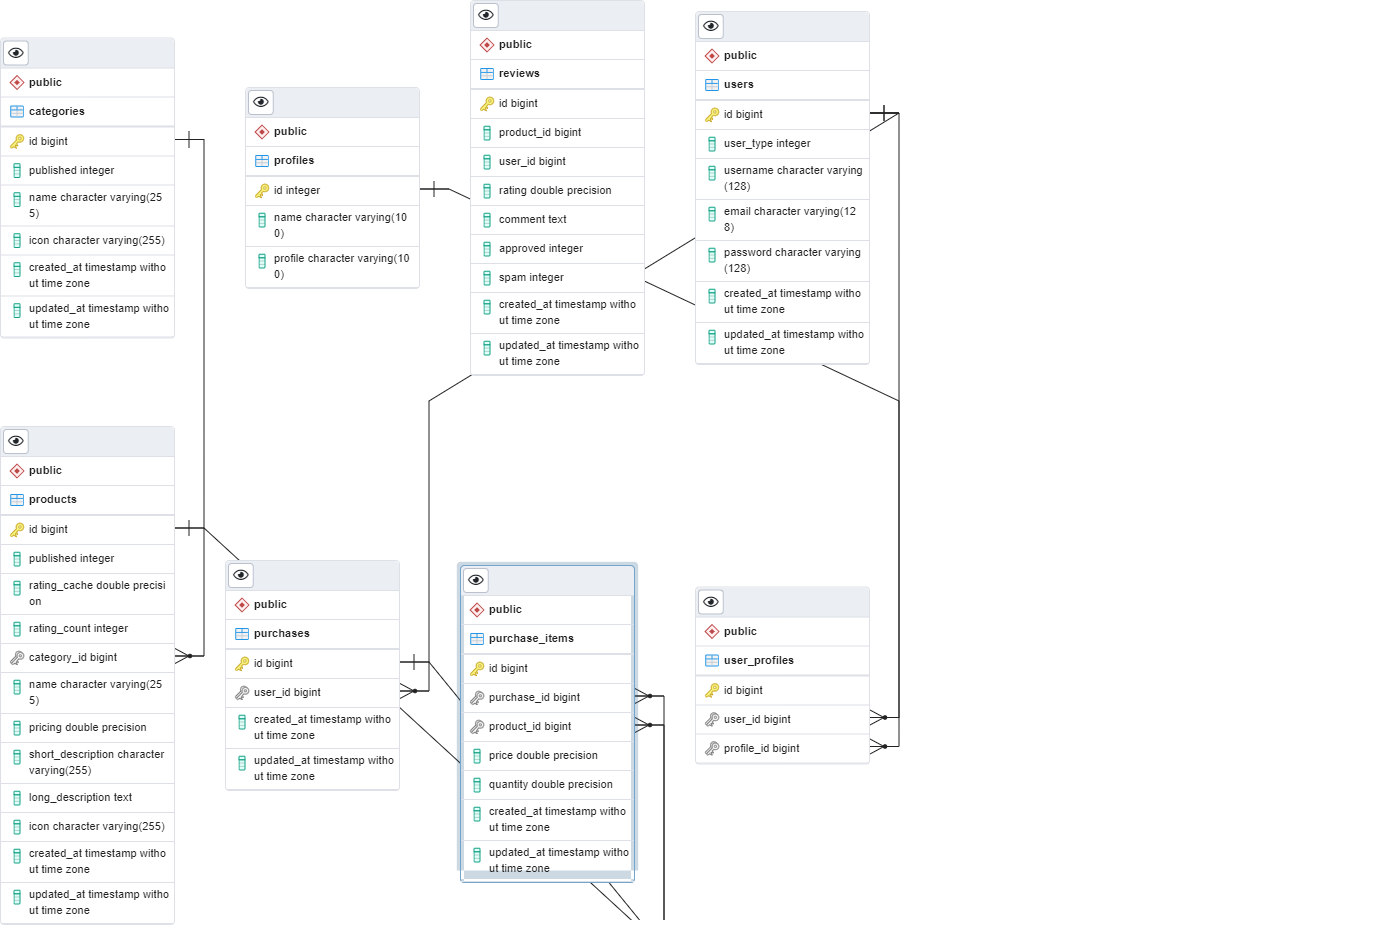 public
categories
id bigint
published integer
name character varying(25
5)
icon character varying(255)
created_at timestamp witho
ut time zone
updated_at timestamp witho
ut time zone
public
profiles
id integer
name character varying(10
0)
profile character varying(10
0)
public
reviews
id bigint
product_id bigint
user_id bigint
rating double precision
comment text
approved integer
spam integer
created_at timestamp witho
ut time zone
updated_at timestamp witho
ut time zone
public
users
id bigint
user_type integer
username character varying
(128)
email character varying(12
8)
password character varying
(128)
created_at timestamp witho
ut time zone
updated_at timestamp witho
ut time zone
public
products
id bigint
published integer
rating_cache double precisi
on
rating_count integer
category_id bigint
name character varying(25
5)
pricing double precision
short_description character
varying(255)
long_description text
icon character varying(255)
created_at timestamp witho
ut time zone
updated_at timestamp witho
ut time zone
public
purchases
id bigint
user_id bigint
created_at timestamp witho
ut time zone
updated_at timestamp witho
ut time zone
public
purchase_items
id bigint
purchase_id bigint
product_id bigint
price double precision
quantity double precision
created_at timestamp witho
ut time zone
updated_at timestamp witho
ut time zone
public
user_profiles
id bigint
user_id bigint
profile_id bigint